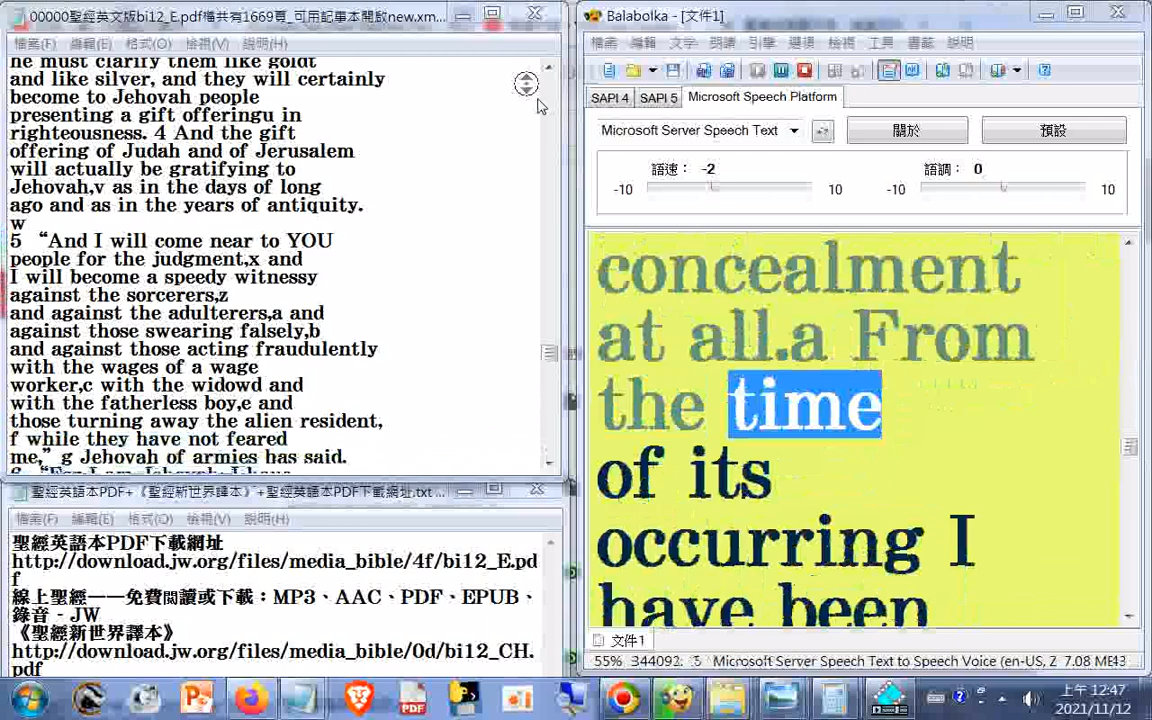 00000聖經英文版bi12_E.pdf檔共有1669頁_可用記事本開啟new.xm...
檔案(F) 編輯(E) 格式(O) 檢視(V) 說明(H)
he must clarify them like goldt
and like silver, and they will certainly
become to Jehovah people
presenting a gift offeringu in
righteousness. 4 And the gift
offering of Judah and of Jerusalem
will actually be gratifying to
Jehovah,v as in the days of long
ago and as in the years of antiquity.
w
5 “And I will come near to YOU
people for the judgment,x and
I will become a speedy witnessy
against the sorcerers,z
and against the adulterers,a and
against those swearing falsely,b
and against those acting fraudulently
with the wages of a wage
worker,c with the widowd and
with the fatherless boy,e and
those turning away the alien resident,
f while they have not feared
me,” g Jehovah of armies has said.
聖經英語本PDF+《聖經新世界譯本》+聖經英語本PDF下載網址.txt ...
檔案(F) 編輯(E) 格式(O) 檢視(V) 說明(H)
聖經英語本PDF下載網址
http://download.jw.org/files/media_bible/4f/bi12_E.pd
f
線上聖經——免費閱讀或下載：MP3、AAC、PDF、EPUB、
錄音 - JW
《聖經新世界譯本》
http://download.jw.org/files/media_bible/0d/bi12_CH.
pdf
Balabolka - [文件1]
檔案 編輯 文字 朗讀 引擎 選項 檢視 工具 書籤 說明
SAPI 4 SAPI 5 Microsoft Speech Platform
Microsoft Server Speech Text 關於 預設
語速： -2 語調： 0
-10 10 -10 10
concealment
at all.a From
the time
of its
occurring I
have been
文件1
55% Microsoft Server Speech Text to Speech Voice (en-US, Z 7.08 ME
上午 12:47
2021/11/12